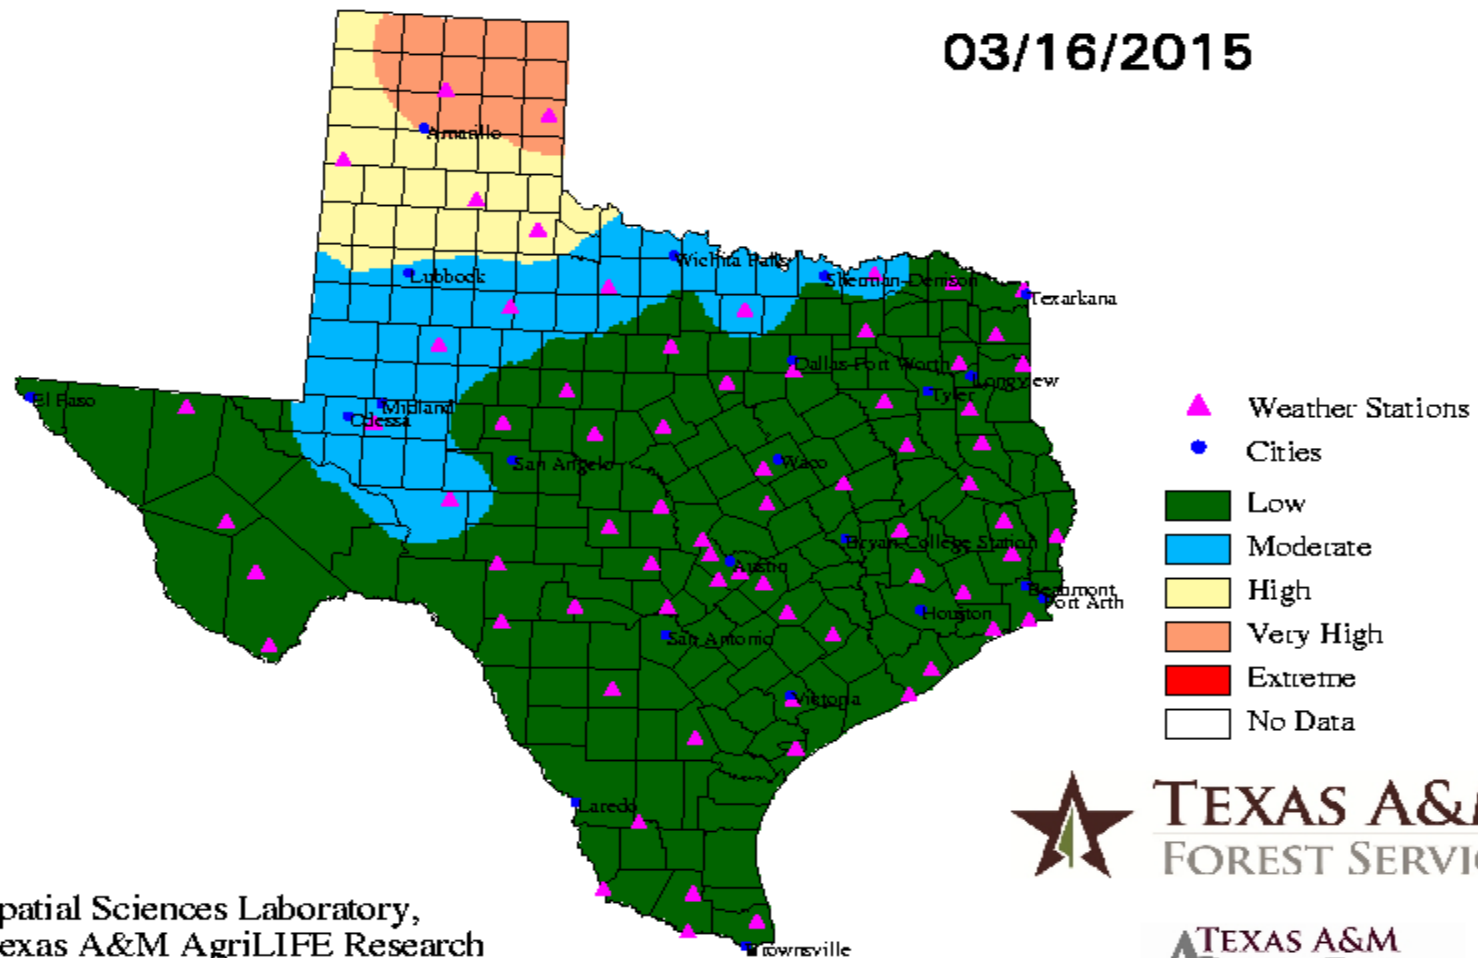 03/16/2015
Amarillo
Wichita Falls
Lubbock
Sherman-Denison
Texarkana
Dallas-Fort Worth
Longview
Tyler
El Paso
Midland
Odessa
San Angelo
Waco
Bryan-College Station
Austin
Beaumont
Port Arth
Houston
San Antonio
Victoria
Laredo
Brownsville
Weather Stations
Cities
Low
Moderate
High
Very High
Extreme
No Data
TEXAS A&M
FOREST SERVIC
patial Sciences Laboratory,
exas A&M AgriLIFE Research
TEXAS A&M